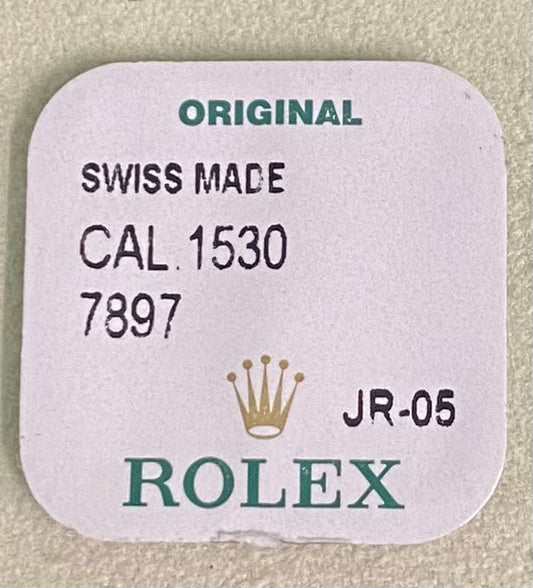 ORIGINAL
SWISS MADE
CAL.1530
7897
JR-05
ROLEX